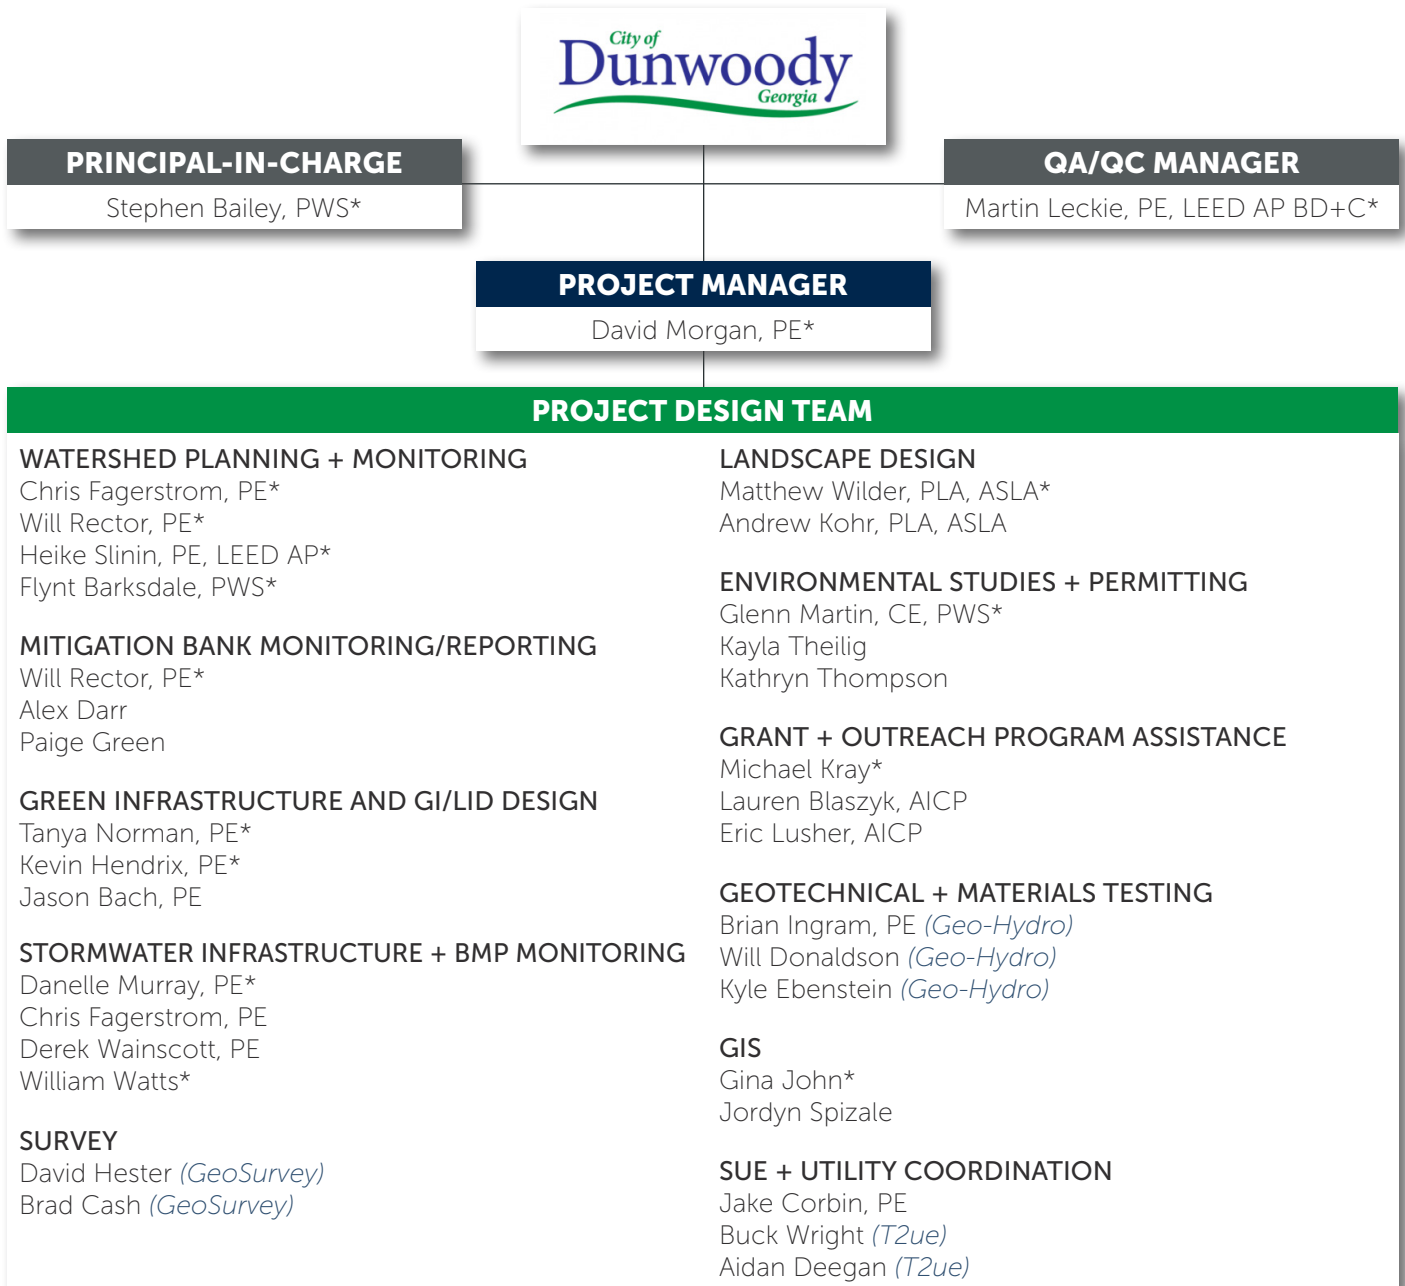 City of
Dunwoody
Georgia
PRINCIPAL-IN-CHARGE
Stephen Bailey, PWS*
QA/QC MANAGER
Martin Leckie, PE, LEED AP BD+C*
PROJECT MANAGER
David Morgan, PE*
PROJECT DESIGN TEAM
WATERSHED PLANNING + MONITORING
Chris Fagerstrom, PE*
Will Rector, PE*
Heike Slinin, PE, LEED AP*
Flynt Barksdale, PWS*
MITIGATION BANK MONITORING/REPORTING
Will Rector, PE*
Alex Darr
Paige Green
GREEN INFRASTRUCTURE AND GI/LID DESIGN
Tanya Norman, PE*
Kevin Hendrix, PE*
Jason Bach, PE
STORMWATER INFRASTRUCTURE + BMP MONITORING
Danelle Murray, PE*
Chris Fagerstrom, PE
Derek Wainscott, PE
William Watts*
SURVEY
David Hester (GeoSurvey)
Brad Cash (GeoSurvey)
LANDSCAPE DESIGN
Matthew Wilder, PLA, ASLA*
Andrew Kohr, PLA, ASLA
ENVIRONMENTAL STUDIES + PERMITTING
Glenn Martin, CE, PWS*
Kayla Theilig
Kathryn Thompson
GRANT + OUTREACH PROGRAM ASSISTANCE
Michael Kray*
Lauren Blaszyk, AICP
Eric Lusher, AICP
GEOTECHNICAL + MATERIALS TESTING
Brian Ingram, PE (Geo-Hydro)
Will Donaldson (Geo-Hydro)
Kyle Ebenstein (Geo-Hydro)
GIS
Gina John*
Jordyn Spizale
SUE + UTILITY COORDINATION
Jake Corbin, PE
Buck Wright (T2ue)
Aidan Deegan (T2ue)